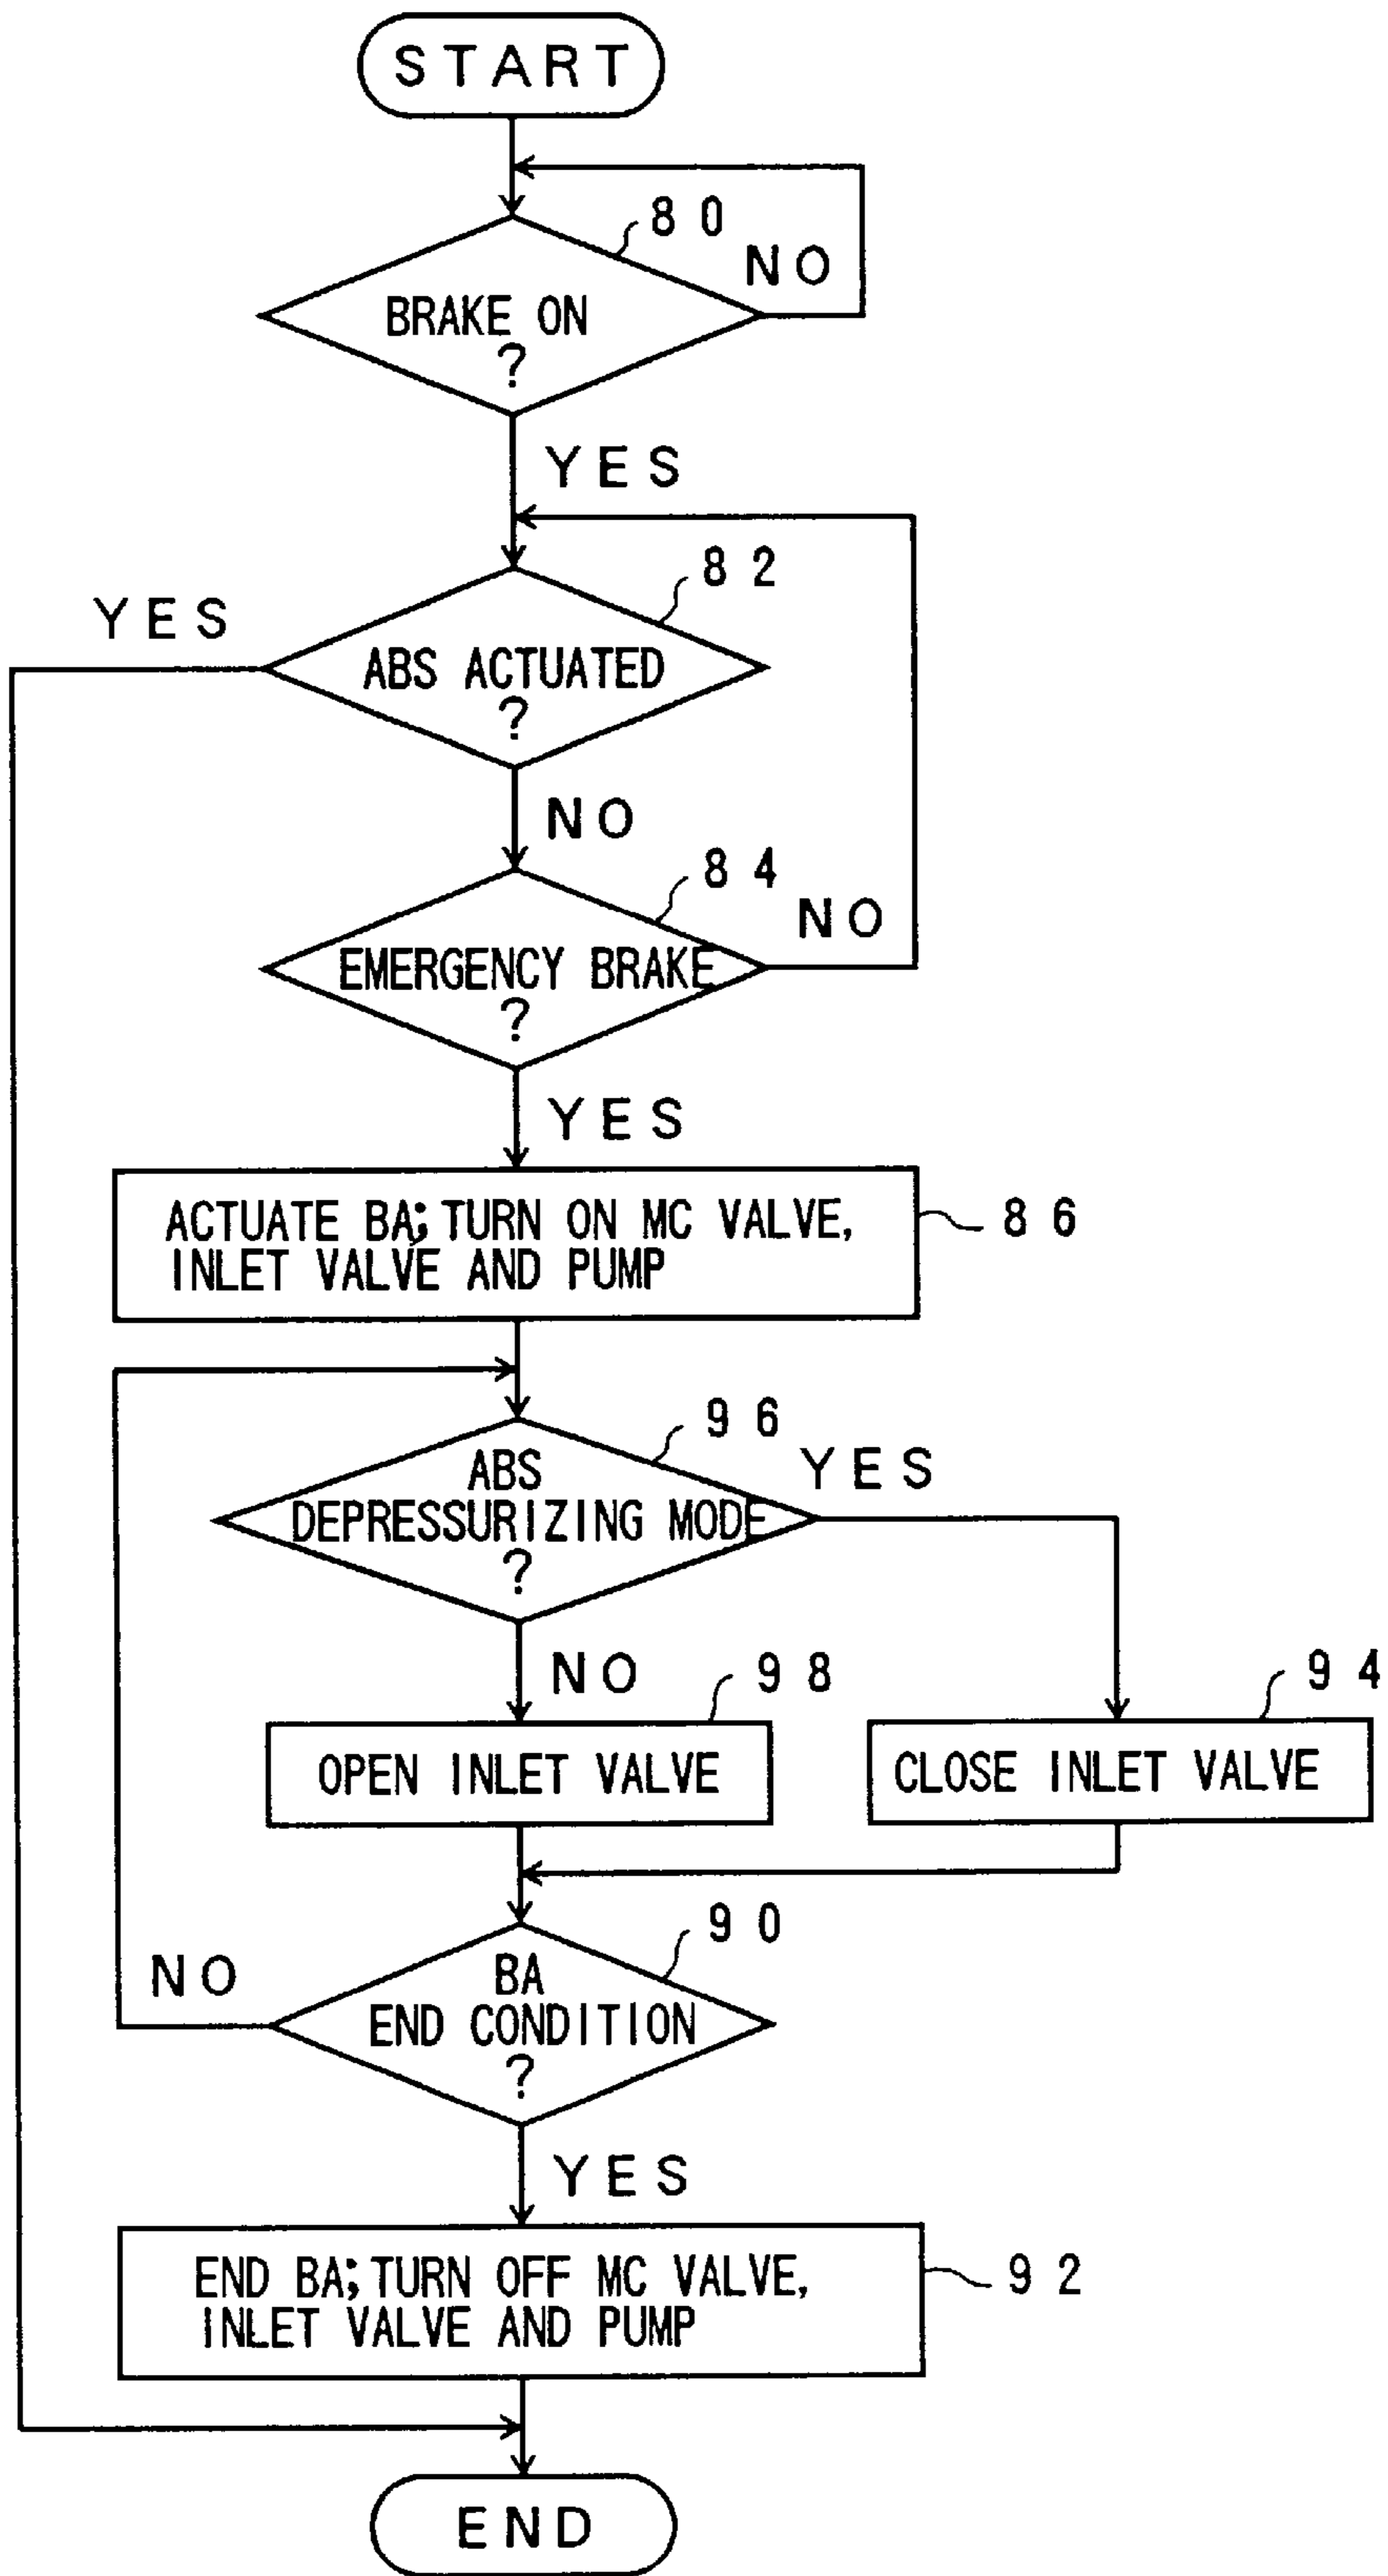 START
80
NO
BRAKE ON
?
YES
82
YES
ABS ACTUATED
?
NO
84
NO
EMERGENCY BRAKE
?
YES
ACTUATE BA; TURN ON MC VALVE,
INLET VALVE AND PUMP
86
96
YES
ABS
DEPRESSURIZING MODE
?
NO
98
94
OPEN INLET VALVE
CLOSE INLET VALVE
90
NO
BA
END CONDITION
?
YES
END BA; TURN OFF MC VALVE,
INLET VALVE AND PUMP
92
END